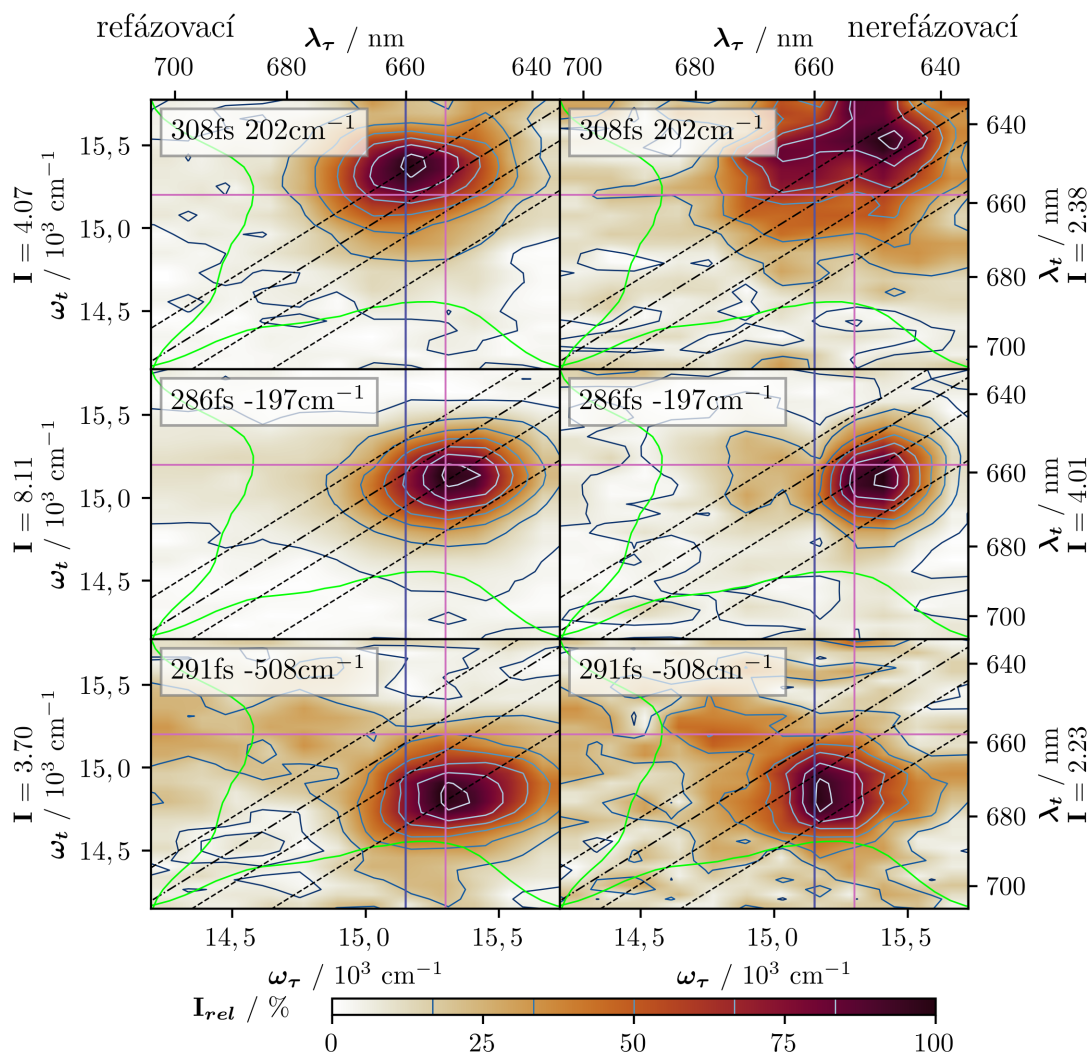 refázovací
λτ / nm
λτ / nm
nerefázovací
700 680 660 640
700 680 660 640
308fs 202cm⁻¹
308fs 202cm⁻¹
I = 4.07
ωt / 10³ cm⁻¹
15,5
15,0
14,5
640
660
680
700
λt / nm
I = 2.38
286fs -197cm⁻¹
286fs -197cm⁻¹
I = 8.11
ωt / 10³ cm⁻¹
15,5
15,0
14,5
640
660
680
700
λt / nm
I = 4.01
291fs -508cm⁻¹
291fs -508cm⁻¹
I = 3.70
ωt / 10³ cm⁻¹
15,5
15,0
14,5
640
660
680
700
λt / nm
I = 2.23
14,5 15,0 15,5
14,5 15,0 15,5
ωτ / 10³ cm⁻¹
ωτ / 10³ cm⁻¹
Irel / %
0 25 50 75 100